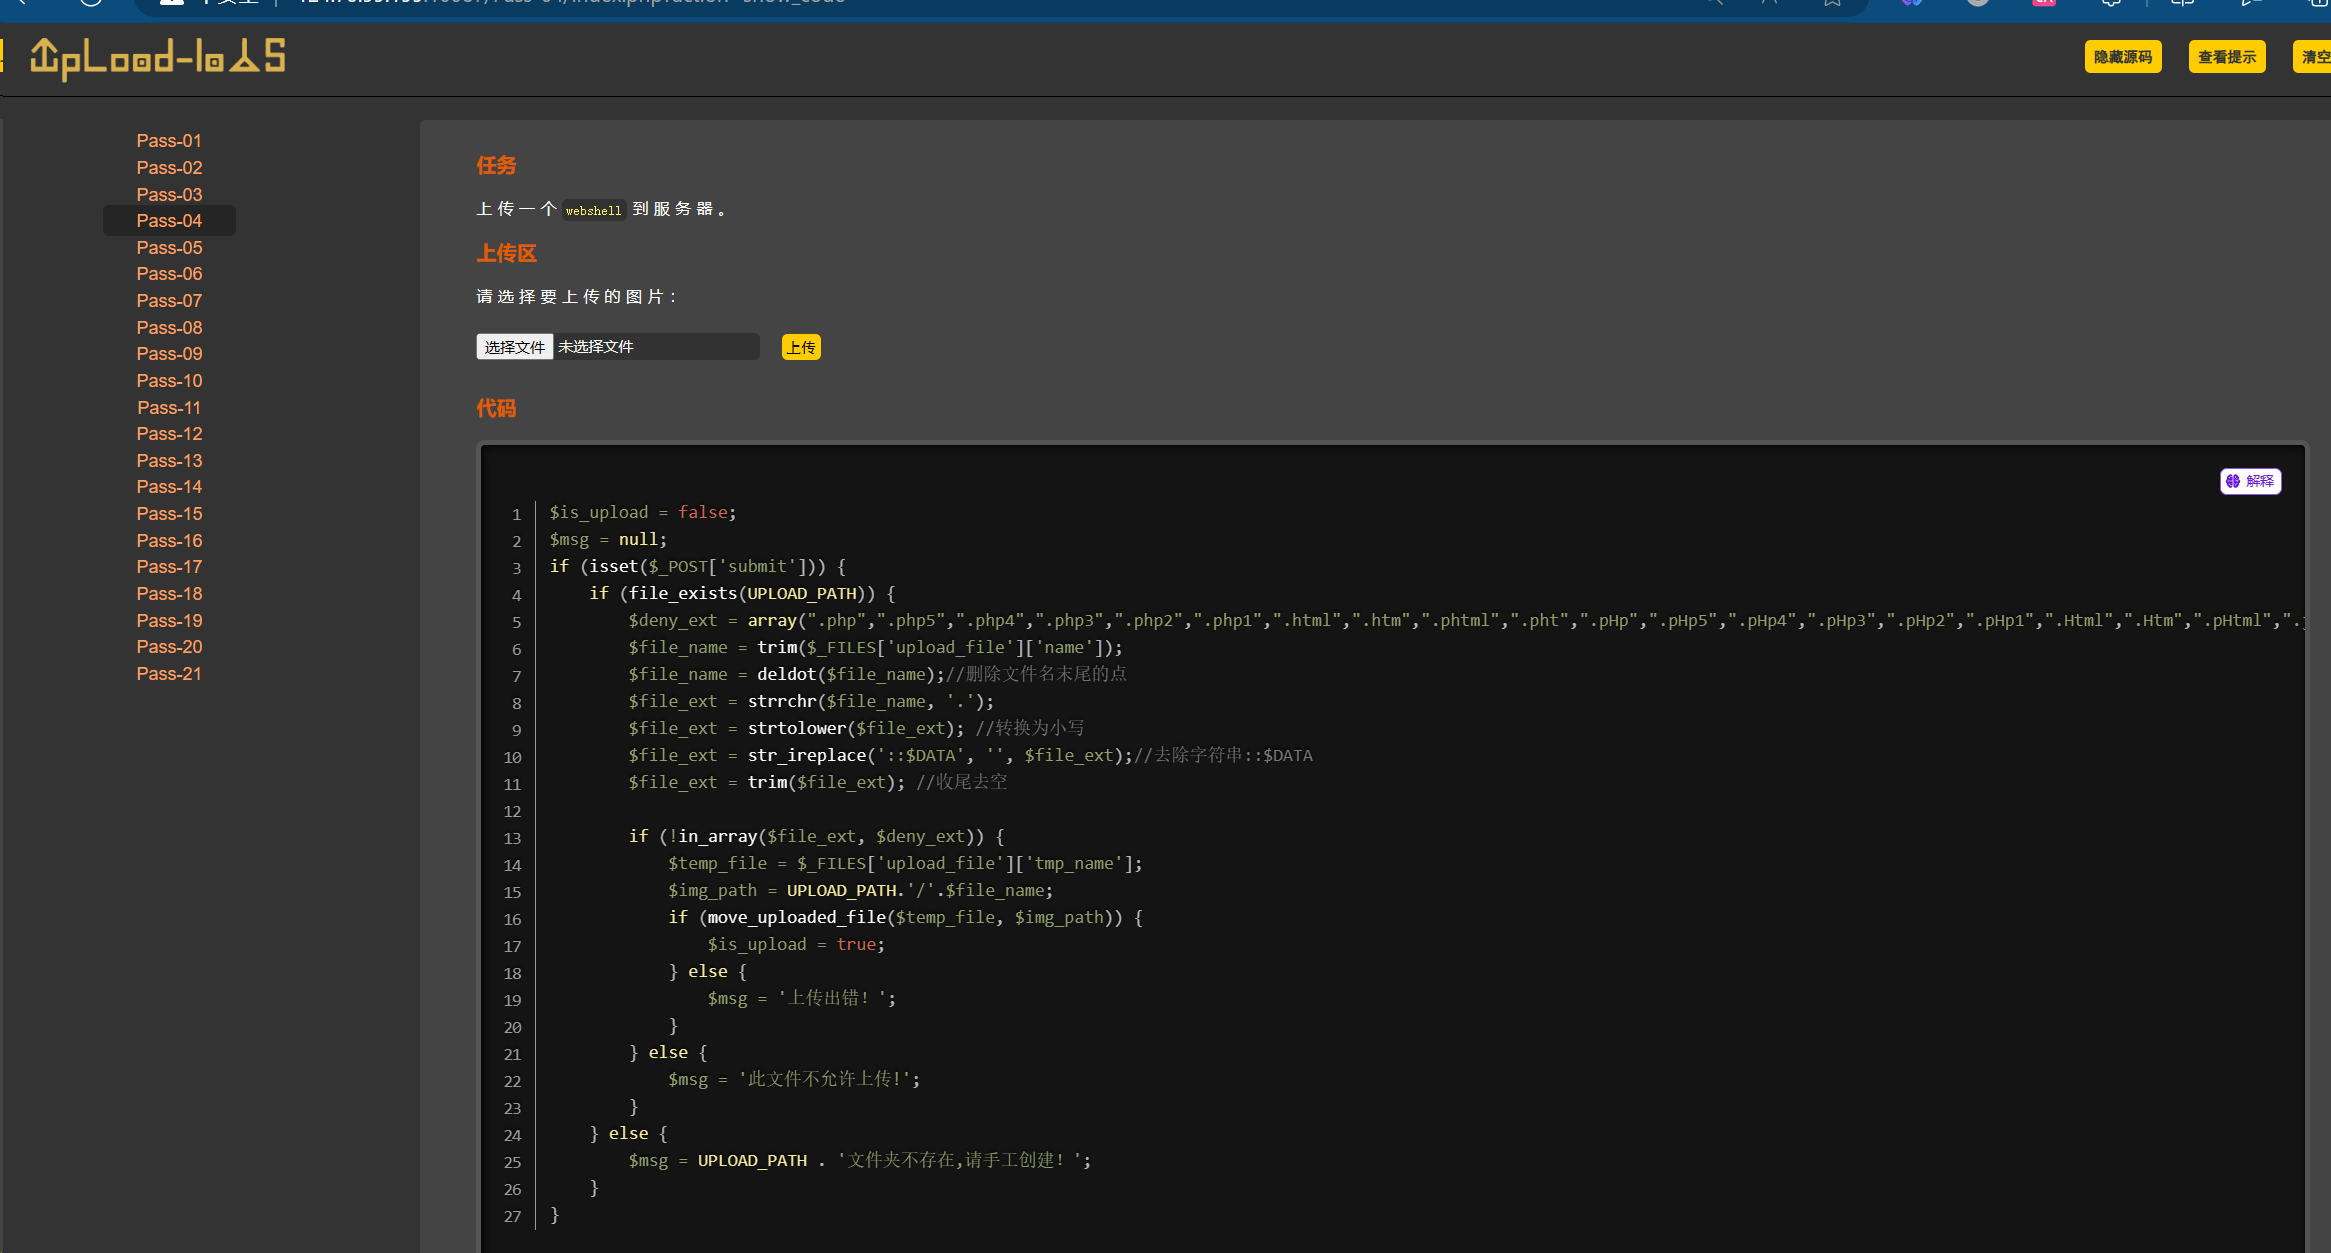 UpLoad-labs
隐藏源码
查看提示
清空
Pass-01
Pass-02
Pass-03
Pass-04
Pass-05
Pass-06
Pass-07
Pass-08
Pass-09
Pass-10
Pass-11
Pass-12
Pass-13
Pass-14
Pass-15
Pass-16
Pass-17
Pass-18
Pass-19
Pass-20
Pass-21
任务
上传一个 webshell 到服务器。
上传区
请选择要上传的图片：
选择文件 未选择文件 上传
代码
解释
1 $is_upload = false;
2 $msg = null;
3 if (isset($_POST['submit'])) {
4     if (file_exists(UPLOAD_PATH)) {
5         $deny_ext = array(".php",".php5",".php4",".php3",".php2",".php1",".html",".htm",".phtml",".pht",".pHp",".pHp5",".pHp4",".pHp3",".pHp2",".pHp1",".Html",".Htm",".pHtml",".j
6         $file_name = trim($_FILES['upload_file']['name']);
7         $file_name = deldot($file_name);//删除文件名末尾的点
8         $file_ext = strrchr($file_name, '.');
9         $file_ext = strtolower($file_ext); //转换为小写
10         $file_ext = str_ireplace('::$DATA', '', $file_ext);//去除字符串::$DATA
11         $file_ext = trim($file_ext); //收尾去空
12
13         if (!in_array($file_ext, $deny_ext)) {
14             $temp_file = $_FILES['upload_file']['tmp_name'];
15             $img_path = UPLOAD_PATH.'/'.$file_name;
16             if (move_uploaded_file($temp_file, $img_path)) {
17                 $is_upload = true;
18             } else {
19                 $msg = '上传出错！';
20             }
21         } else {
22             $msg = '此文件不允许上传!';
23         }
24     } else {
25         $msg = UPLOAD_PATH . '文件夹不存在,请手工创建！';
26     }
27 }